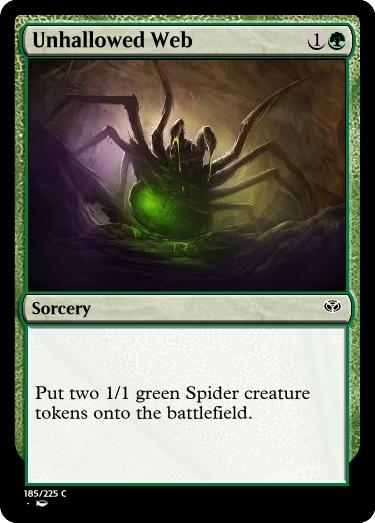 Unhallowed Web 1
Sorcery
Put two 1/1 green Spider creature
tokens onto the battlefield.
185/225 C